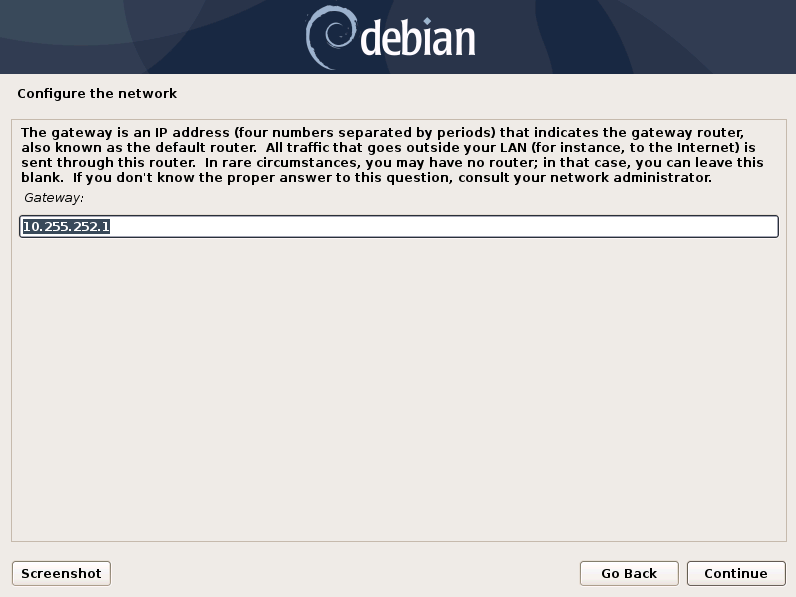 debian
Configure the network
The gateway is an IP address (four numbers separated by periods) that indicates the gateway router,
also known as the default router.  All traffic that goes outside your LAN (for instance, to the Internet) is
sent through this router.  In rare circumstances, you may have no router; in that case, you can leave this
blank.  If you don't know the proper answer to this question, consult your network administrator.
Gateway:
10.255.252.1
Screenshot
Go Back
Continue